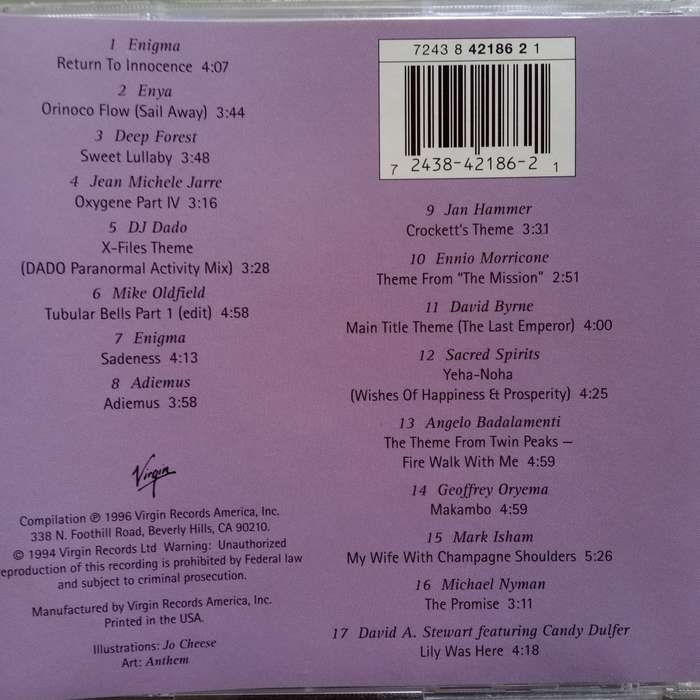 1 Enigma
Return To Innocence 4:07
2 Enya
Orinoco Flow (Sail Away) 3:44
3 Deep Forest
Sweet Lullaby 3:48
4 Jean Michele Jarre
Oxygene Part IV 3:16
5 DJ Dado
X-Files Theme
(DADO Paranormal Activity Mix) 3:28
6 Mike Oldfield
Tubular Bells Part 1 (edit) 4:58
7 Enigma
Sadeness 4:13
8 Adiemus
Adiemus 3:58
Virgin
Compilation ℗ 1996 Virgin Records America, Inc.
338 N. Foothill Road, Beverly Hills, CA 90210.
© 1994 Virgin Records Ltd Warning: Unauthorized
eproduction of this recording is prohibited by Federal law
and subject to criminal prosecution.
Manufactured by Virgin Records America, Inc.
Printed in the USA.
Illustrations: Jo Cheese
Art: Anthem
7243 8 42186 2 1
7 2438-42186-2 1
9 Jan Hammer
Crockett's Theme 3:31
10 Ennio Morricone
Theme From "The Mission" 2:51
11 David Byrne
Main Title Theme (The Last Emperor) 4:00
12 Sacred Spirits
Yeha-Noha
(Wishes Of Happiness & Prosperity) 4:25
13 Angelo Badalamenti
The Theme From Twin Peaks –
Fire Walk With Me 4:59
14 Geoffrey Oryema
Makambo 4:59
15 Mark Isham
My Wife With Champagne Shoulders 5:26
16 Michael Nyman
The Promise 3:11
17 David A. Stewart featuring Candy Dulfer
Lily Was Here 4:18